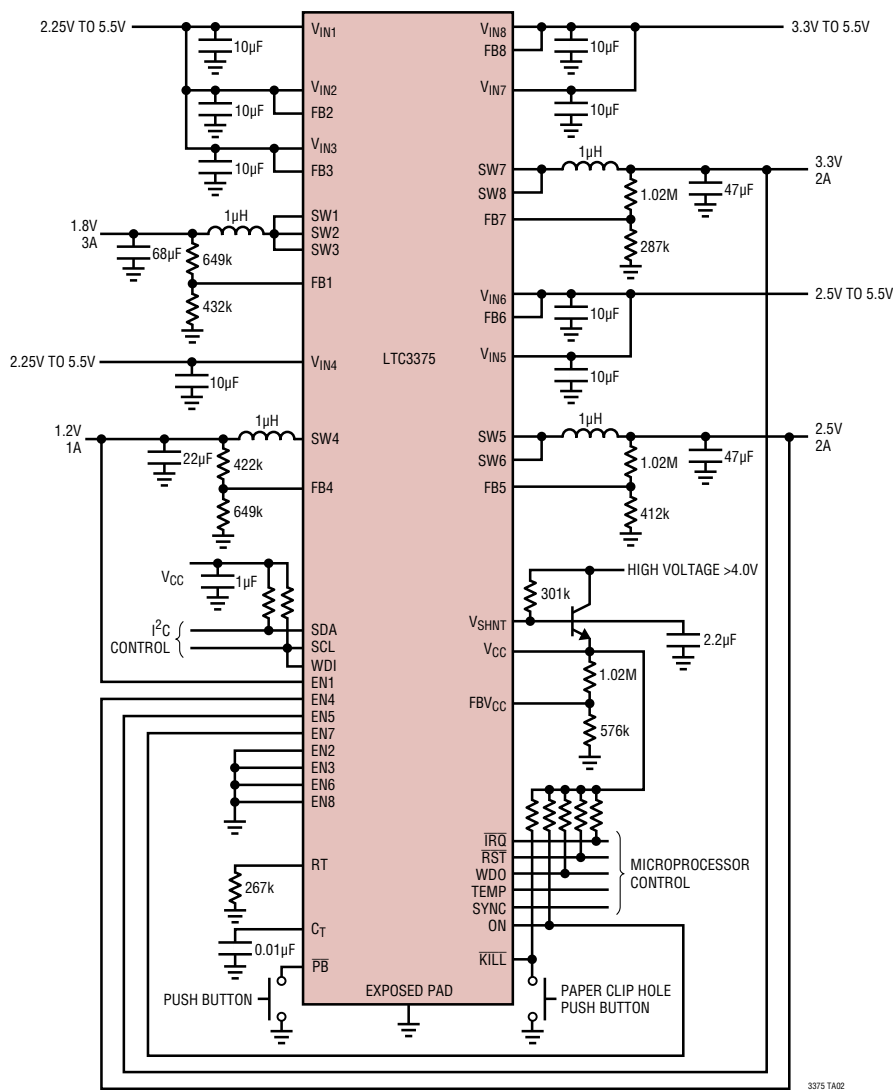 2.25V TO 5.5V
10µF
10µF
10µF
VIN1
VIN2
FB2
VIN3
FB3
1.8V
3A
1µH
68µF
649k
432k
SW1
SW2
SW3
FB1
2.25V TO 5.5V
10µF
VIN4
1.2V
1A
1µH
22µF
422k
649k
SW4
FB4
VCC
1µF
I2C
CONTROL
SDA
SCL
WDI
EN1
EN4
EN5
EN7
EN2
EN3
EN6
EN8
RT
267k
CT
0.01µF
PB
PUSH BUTTON
LTC3375
EXPOSED PAD
VIN8
FB8
VIN7
10µF
10µF
3.3V TO 5.5V
SW7
SW8
FB7
1µH
1.02M
287k
47µF
3.3V
2A
VIN6
FB6
VIN5
10µF
10µF
2.5V TO 5.5V
SW5
SW6
FB5
1µH
1.02M
412k
47µF
2.5V
2A
HIGH VOLTAGE >4.0V
301k
VSHNT
VCC
FBVCC
2.2µF
1.02M
576k
IRQ
RST
WDO
TEMP
SYNC
ON
KILL
MICROPROCESSOR
CONTROL
PAPER CLIP HOLE
PUSH BUTTON
3375 TA02